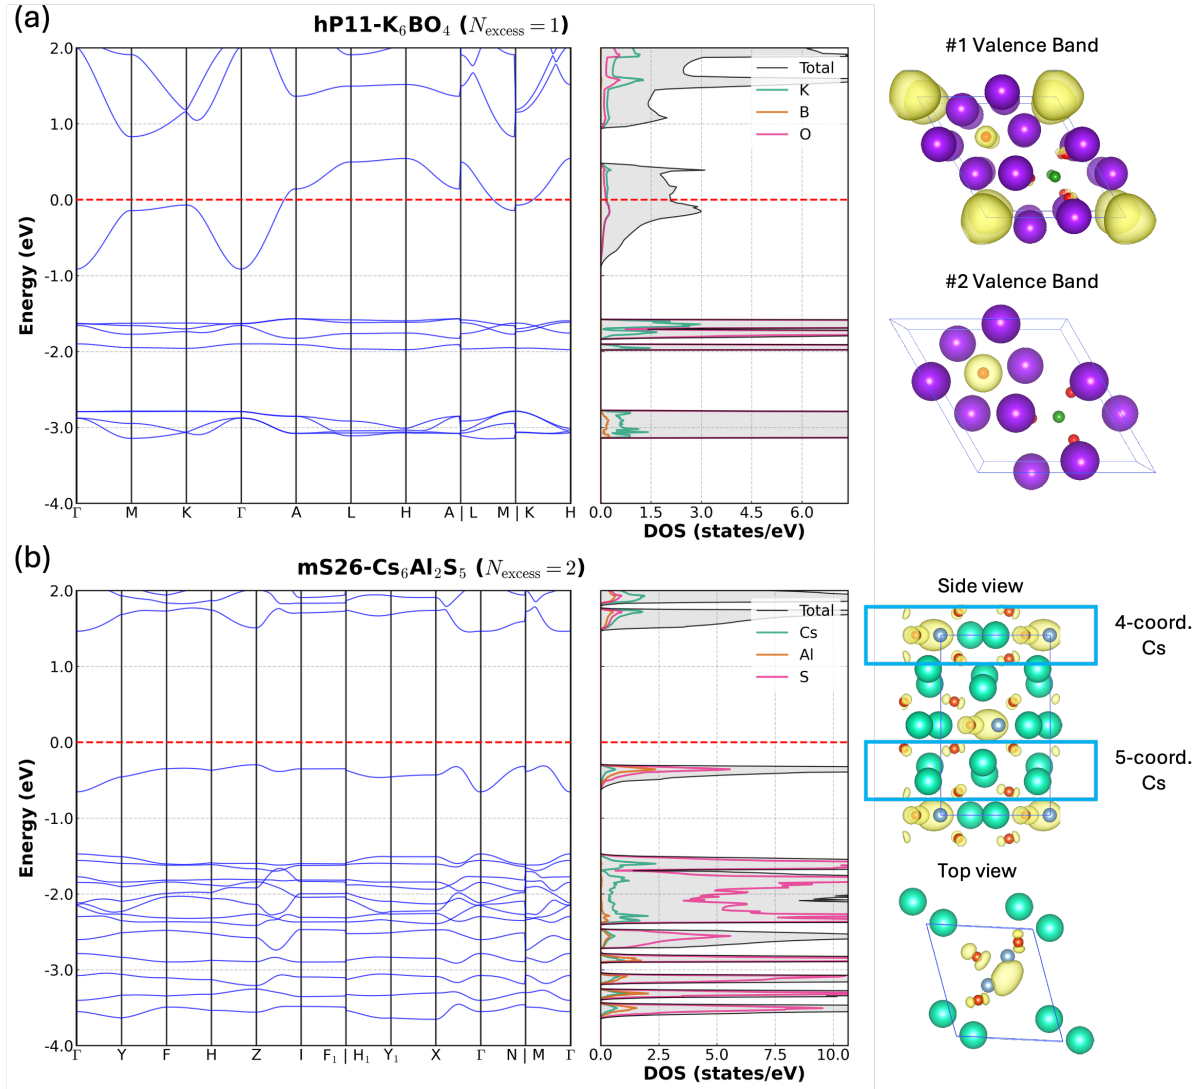 (a)
hP11-K₆BO₄ (N_excess = 1)
Energy (eV)
2.0
1.0
0.0
-1.0
-2.0
-3.0
-4.0
Γ M K Γ A L H A | L M | K H
Total
K
B
O
0.0 1.5 3.0 4.5 6.0
DOS (states/eV)
#1 Valence Band
#2 Valence Band
(b)
mS26-Cs₆Al₂S₅ (N_excess = 2)
Energy (eV)
2.0
1.0
0.0
-1.0
-2.0
-3.0
-4.0
Γ Y F H Z I F₁ | H₁ Y₁ X Γ N | M Γ
Total
Cs
Al
S
0.0 2.5 5.0 7.5 10.0
DOS (states/eV)
Side view
4-coord.
Cs
5-coord.
Cs
Top view